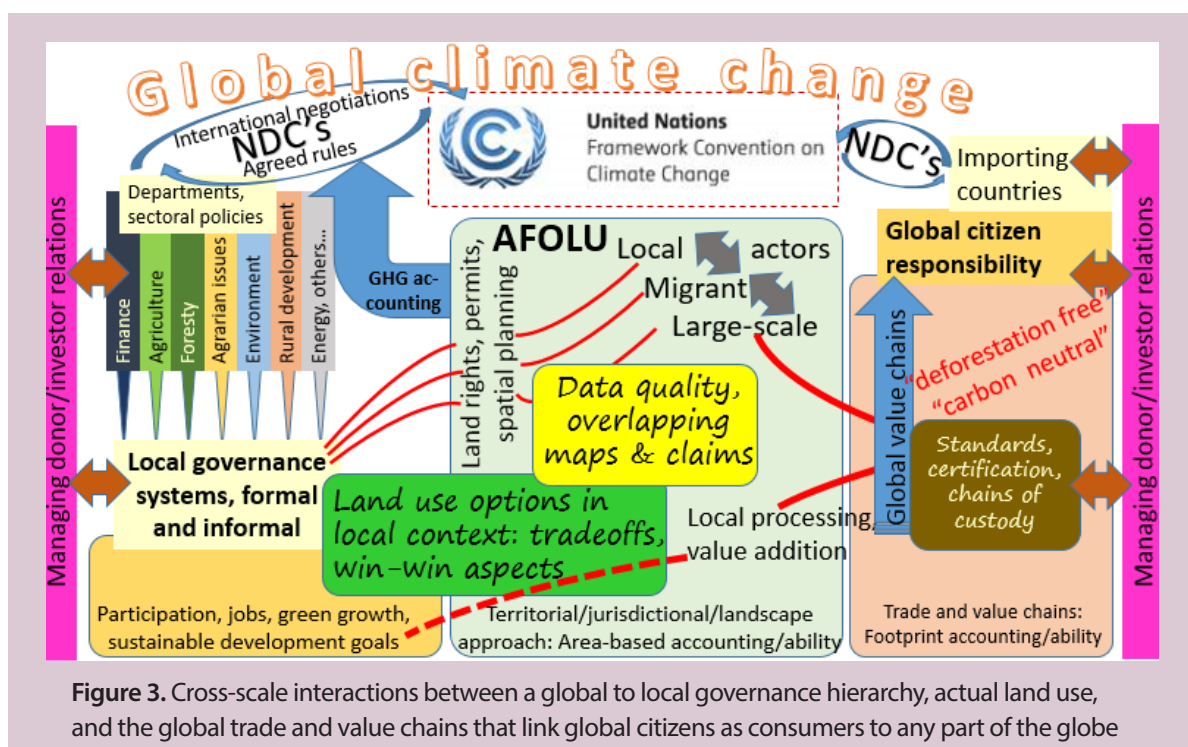 Global climate change
International negotiations
NDC's
Agreed rules
United Nations
Framework Convention on
Climate Change
NDC's
Importing
countries
Managing donor/investor relations
Departments,
sectoral policies
Finance
Agriculture
Foresty
Agrarian issues
Environment
Rural development
Energy, others...
GHG ac-
counting
Local governance
systems, formal
and informal
Participation, jobs, green growth,
sustainable development goals
AFOLU
Land rights, permits,
spatial planning
Local actors
Migrant
Large-scale
Data quality,
overlapping
maps & claims
Land use options in
local context: tradeoffs,
win-win aspects
Local processing,
value addition
Territorial/jurisdictional/landscape
approach: Area-based accounting/ability
Global citizen
responsibility
Global value chains
"deforestation free"
"carbon neutral"
Standards,
certification,
chains of
custody
Trade and value chains:
Footprint accounting/ability
Managing donor/investor relations
Figure 3. Cross-scale interactions between a global to local governance hierarchy, actual land use,
and the global trade and value chains that link global citizens as consumers to any part of the globe